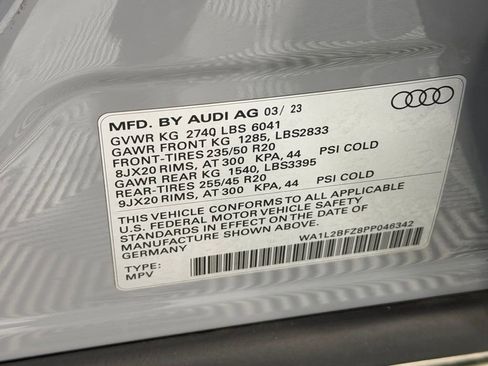 MFD. BY AUDI AG 03/ 23
GVWR KG 2740 LBS 6041
GAWR FRONT KG 1285, LBS2833
FRONT-TIRES 235/50 R20
8JX20 RIMS, AT 300 KPA, 44 PSI COLD
GAWR REAR KG 1540, LBS3395
REAR-TIRES 255/45 R20
9JX20 RIMS, AT 300 KPA, 44 PSI COLD
THIS VEHICLE CONFORMS TO ALL APPLICABLE
U.S. FEDERAL MOTOR VEHICLE SAFETY
STANDARDS IN EFFECT ON THE DATE OF
MANUFACTURE SHOWN ABOVE.
GERMANY
WA1L2BFZ8PP046342
TYPE:
MPV